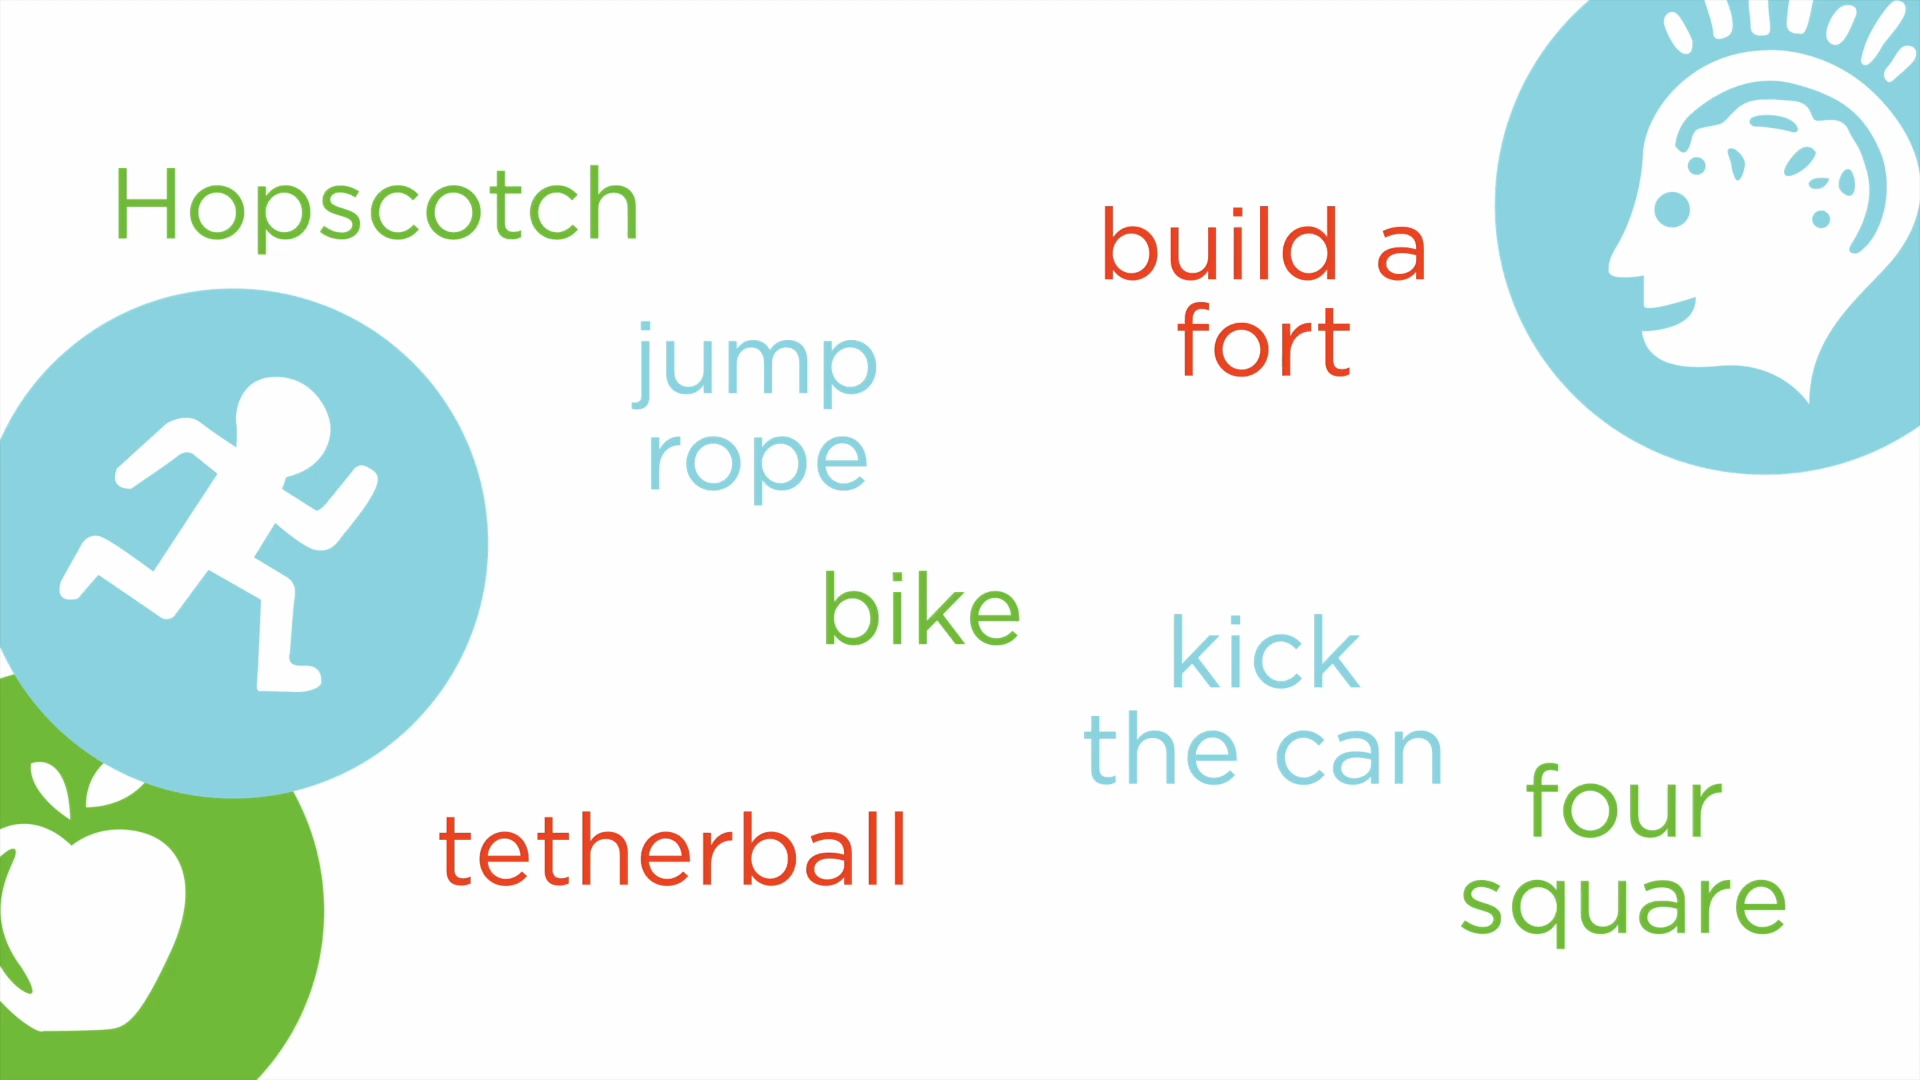 Hopscotch
build a
fort
jump
rope
bike
kick
the can
four
square
tetherball